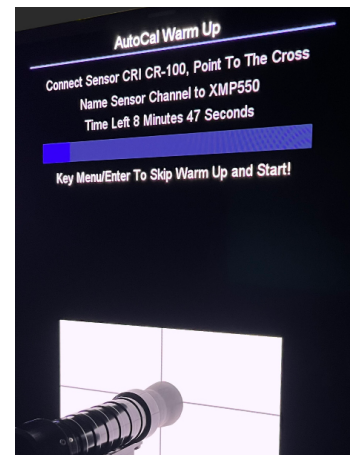 AutoCal Warm Up
Connect Sensor CRI CR-100, Point To The Cross
Name Sensor Channel to XMP550
Time Left 8 Minutes 47 Seconds
Key Menu/Enter To Skip Warm Up and Start!